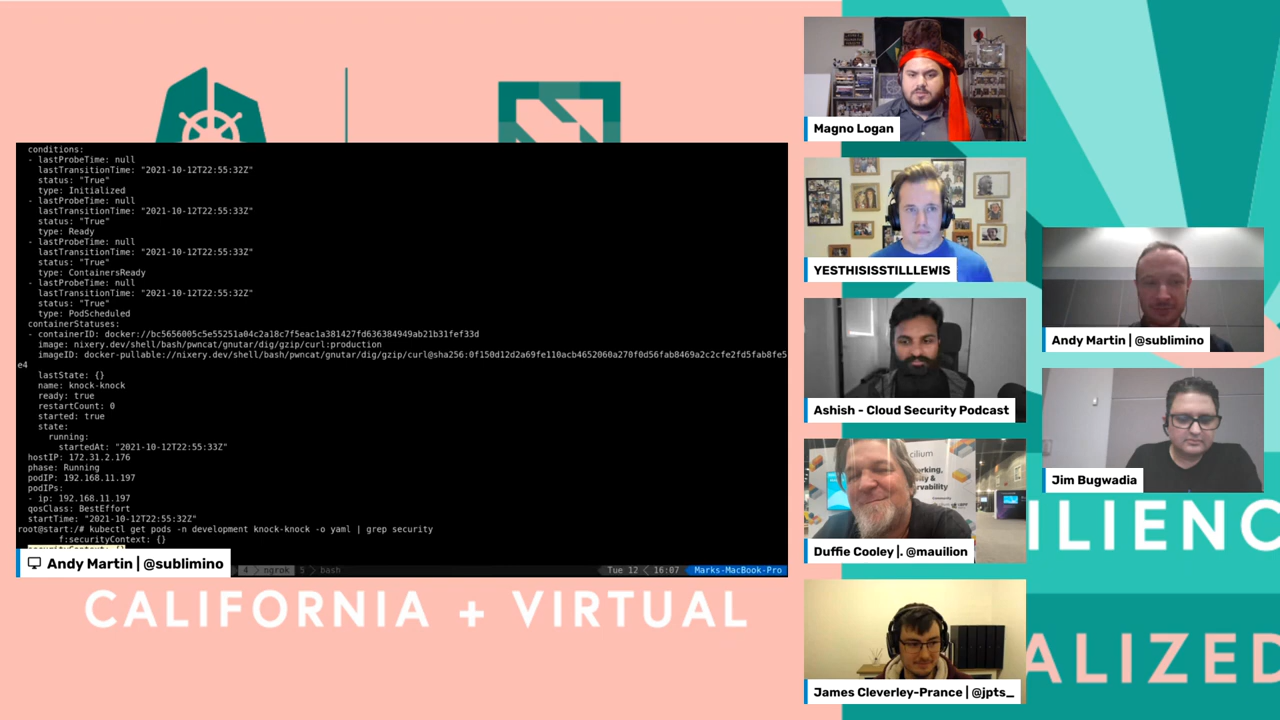 conditions:
- lastProbeTime: null
lastTransitionTime: "2021-10-12T22:55:32Z"
status: "True"
type: Initialized
- lastProbeTime: null
lastTransitionTime: "2021-10-12T22:55:33Z"
status: "True"
type: Ready
- lastProbeTime: null
lastTransitionTime: "2021-10-12T22:55:33Z"
status: "True"
type: ContainersReady
- lastProbeTime: null
lastTransitionTime: "2021-10-12T22:55:33Z"
status: "True"
type: PodScheduled
containerStatuses:
- containerID: docker://bc5656005c5e55251a04c2a18c7f5eac1a381427fd636384949ab21b31fef33d
image: nixery.dev/shell/bash/pwncat/gnutar/dig/gzip/curl:production
imageID: docker-pullable://nixery.dev/shell/bash/pwncat/gnutar/dig/gzip/curl@sha256:0f150d12d2a69fe110acb4652060a270f0d56fab8469a2c2cfe2fd5fab8fe5
e4
lastState: {}
name: knock-knock
ready: true
restartCount: 0
started: true
state:
running:
startedAt: "2021-10-12T22:55:33Z"
hostIP: 172.31.2.176
phase: Running
podIP: 192.168.11.197
podIPs:
- ip: 192.168.11.197
qosClass: BestEffort
startTime: "2021-10-12T22:55:32Z"
root@start:/# kubectl get pods -n development knock-knock -o yaml | grep security
f:securityContext: {}
securityContext: {}
Andy Martin | @sublimino
4 ngrok 5 bash
Tue 12 < 16:07 Marks-MacBook-Pro
CALIFORNIA + VIRTUAL
Magno Logan
YESTHISISSTILLLEWIS
Ashish - Cloud Security Podcast
cilium
Duffie Cooley |. @mauilion
James Cleverley-Prance | @jpts_
Andy Martin | @sublimino
Jim Bugwadia
ILIENC
ALIZED